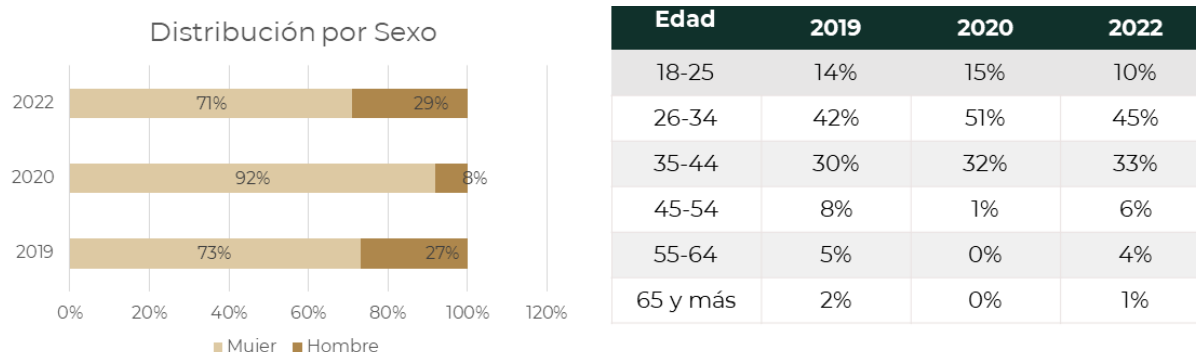 Distribución por Sexo
2022 71% 29%
2020 92% 8%
2019 73% 27%
0% 20% 40% 60% 80% 100% 120%
Mujer Hombre
Edad 2019 2020 2022
18-25 14% 15% 10%
26-34 42% 51% 45%
35-44 30% 32% 33%
45-54 8% 1% 6%
55-64 5% 0% 4%
65 y más 2% 0% 1%